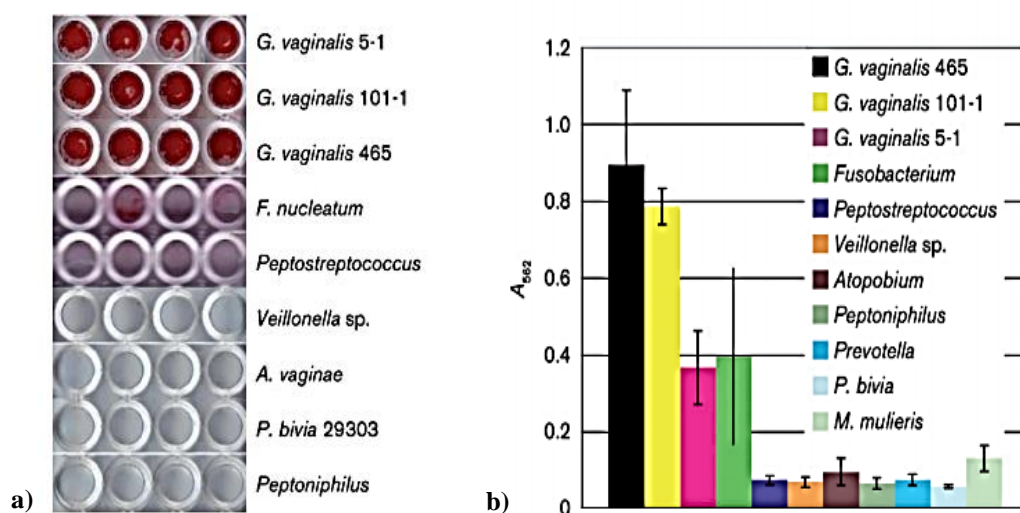 G. vaginalis 5-1
G. vaginalis 101-1
G. vaginalis 465
F. nucleatum
Peptostreptococcus
Veillonella sp.
A. vaginae
P. bivia 29303
Peptoniphilus
a)
b)
1.2
1.0
0.8
0.6
0.4
0.2
0
A562
G. vaginalis 465
G. vaginalis 101-1
G. vaginalis 5-1
Fusobacterium
Peptostreptococcus
Veillonella sp.
Atopobium
Peptoniphilus
Prevotella
P. bivia
M. mulieris